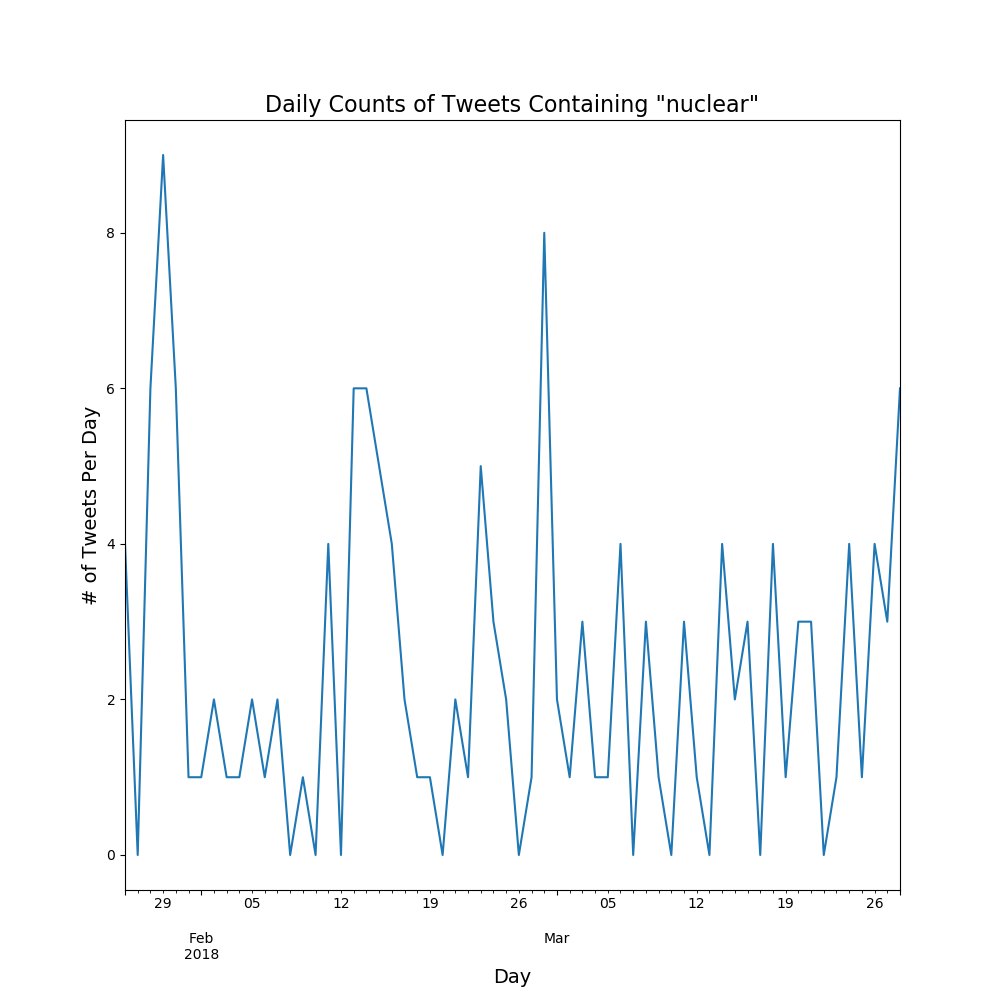 Daily Counts of Tweets Containing "nuclear"
# of Tweets Per Day
8
6
4
2
0
29 05 12 19 26 05 12 19 26
Feb Mar
2018
Day